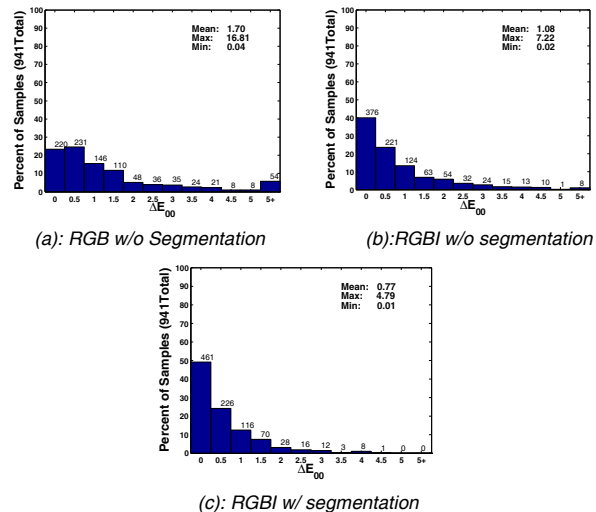 100
90
80
70
60
50
40
30
20
10
0
Percent of Samples (941Total)
Mean: 1.70
Max: 16.81
Min: 0.04
220 231 146 110 48 36 35 24 21 8 8 54
0 0.5 1 1.5 2 2.5 3 3.5 4 4.5 5 5+
ΔE00
(a): RGB w/o Segmentation
100
90
80
70
60
50
40
30
20
10
0
Percent of Samples (941Total)
Mean: 1.08
Max: 7.22
Min: 0.02
376 221 124 63 54 32 24 15 13 10 1 8
0 0.5 1 1.5 2 2.5 3 3.5 4 4.5 5 5+
ΔE00
(b):RGBI w/o segmentation
100
90
80
70
60
50
40
30
20
10
0
Percent of Samples (941Total)
Mean: 0.77
Max: 4.79
Min: 0.01
461 226 116 70 28 16 12 3 8 1 0 0
0 0.5 1 1.5 2 2.5 3 3.5 4 4.5 5 5+
ΔE00
(c): RGBI w/ segmentation